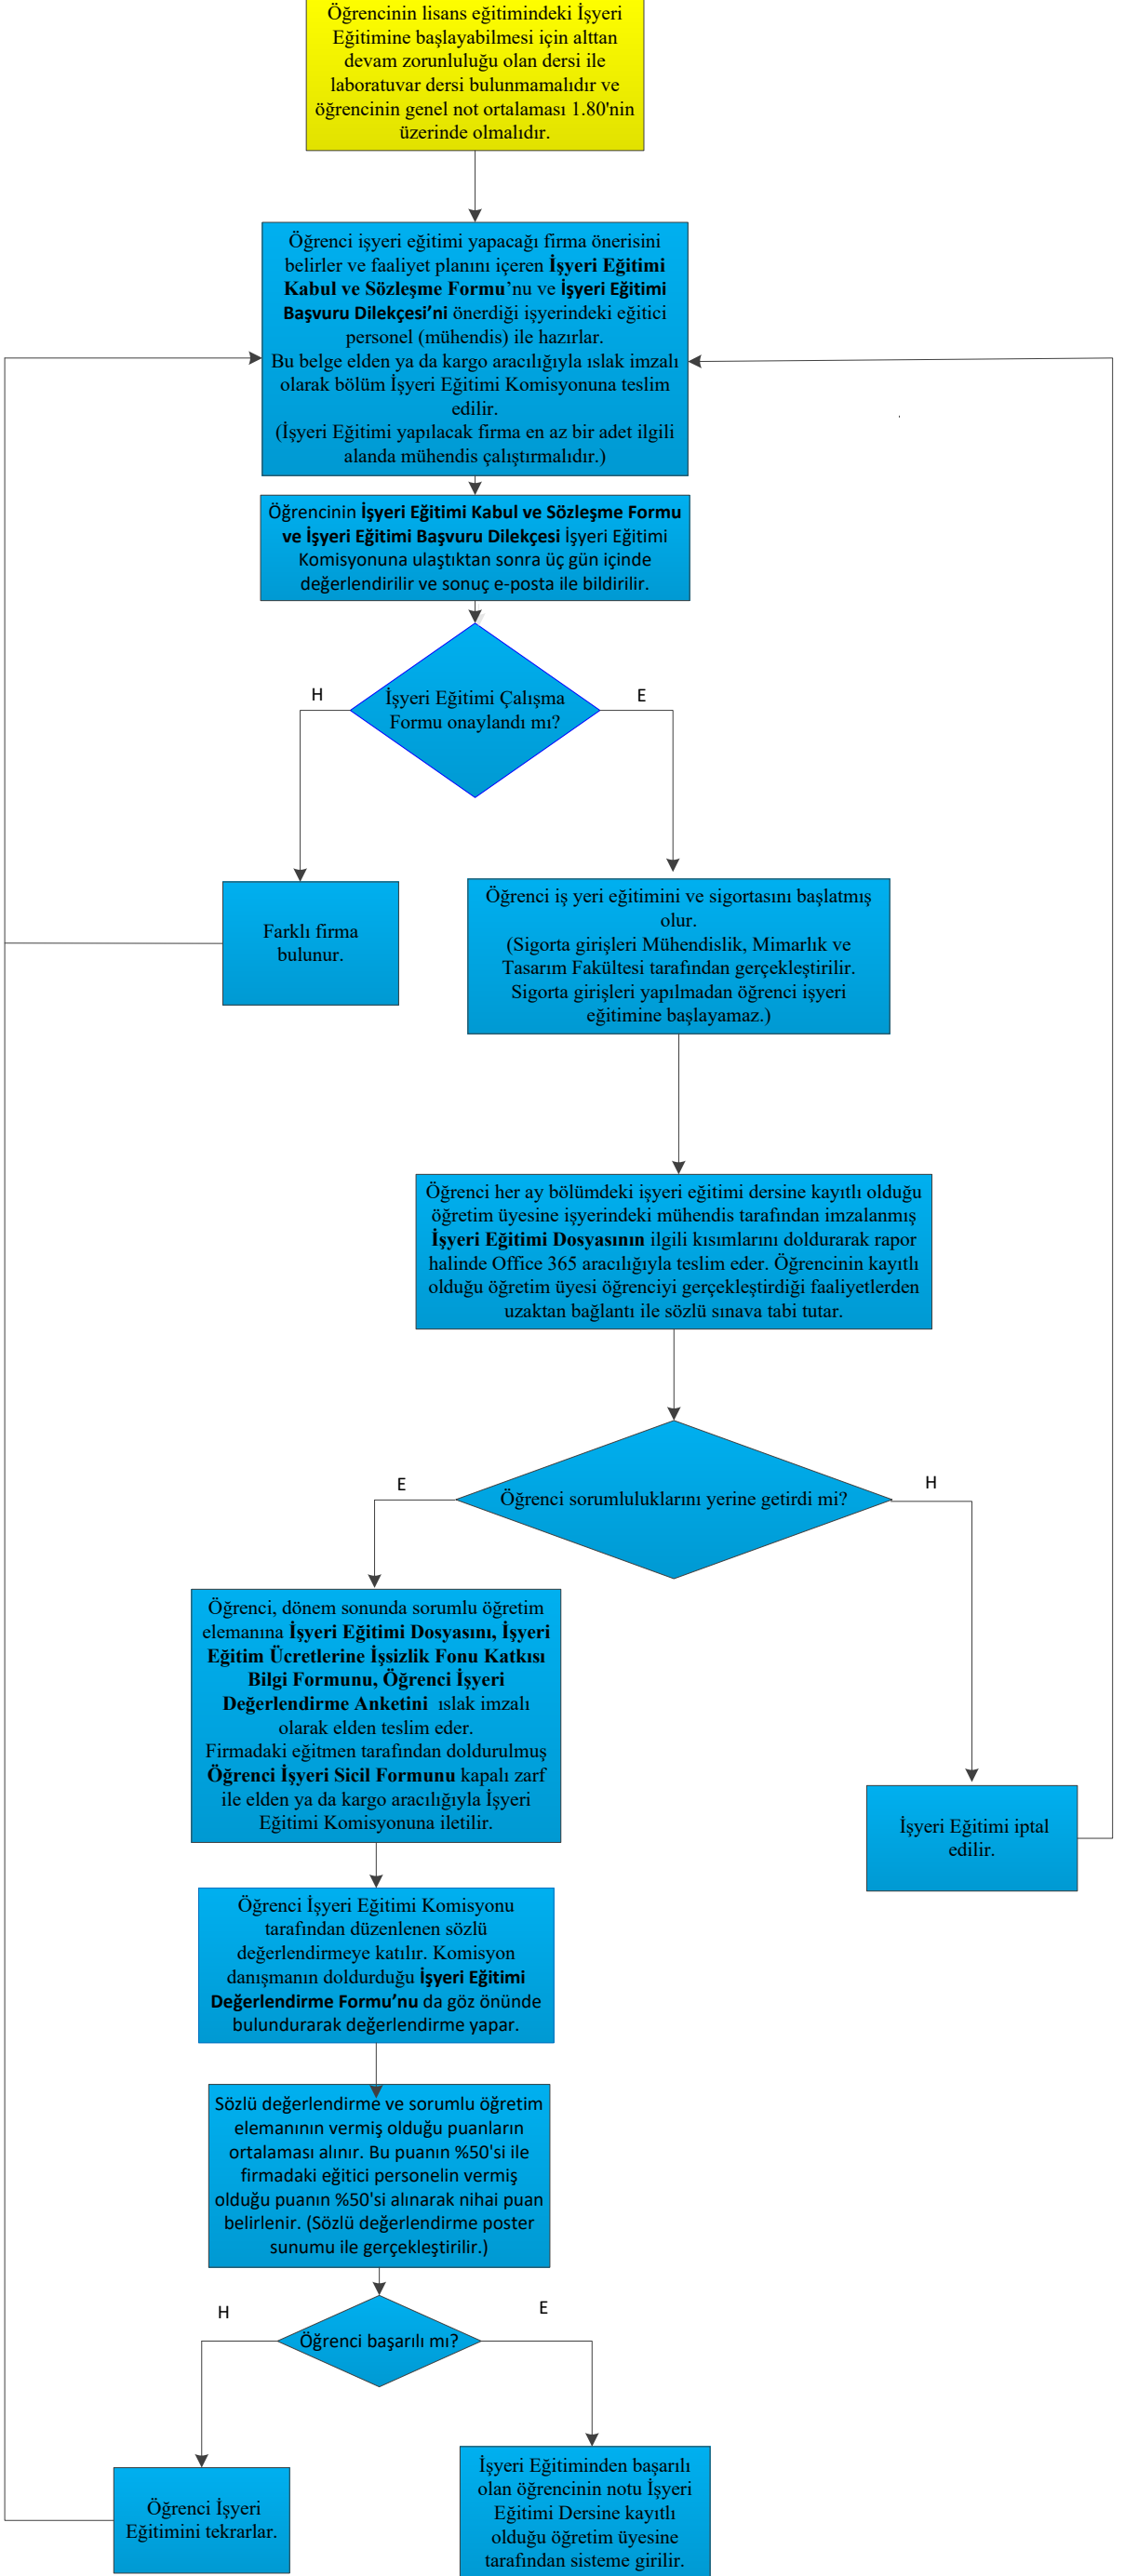 Öğrencinin lisans eğitimindeki İşyeri
Eğitimine başlayabilmesi için alttan
devam zorunluluğu olan dersi ile
laboratuvar dersi bulunmamalıdır ve
öğrencinin genel not ortalaması 1.80'nin
üzerinde olmalıdır.
Öğrenci işyeri eğitimi yapacağı firma önerisini
belirler ve faaliyet planını içeren İşyeri Eğitimi
Kabul ve Sözleşme Formu’nu ve İşyeri Eğitimi
Başvuru Dilekçesi’ni önerdiği işyerindeki eğitici
personel (mühendis) ile hazırlar.
Bu belge elden ya da kargo aracılığıyla ıslak imzalı
olarak bölüm İşyeri Eğitimi Komisyonuna teslim
edilir.
(İşyeri Eğitimi yapılacak firma en az bir adet ilgili
alanda mühendis çalıştırmalıdır.)
Öğrencinin İşyeri Eğitimi Kabul ve Sözleşme Formu
ve İşyeri Eğitimi Başvuru Dilekçesi İşyeri Eğitimi
Komisyonuna ulaştıktan sonra üç gün içinde
değerlendirilir ve sonuç e-posta ile bildirilir.
H
E
İşyeri Eğitimi Çalışma
Formu onaylandı mı?
Farklı firma
bulunur.
Öğrenci iş yeri eğitimini ve sigortasını başlatmış
olur.
(Sigorta girişleri Mühendislik, Mimarlık ve
Tasarım Fakültesi tarafından gerçekleştirilir.
Sigorta girişleri yapılmadan öğrenci işyeri
eğitimine başlayamaz.)
Öğrenci her ay bölümdeki işyeri eğitimi dersine kayıtlı olduğu
öğretim üyesine işyerindeki mühendis tarafından imzalanmış
İşyeri Eğitimi Dosyasının ilgili kısımlarını doldurarak rapor
halinde Office 365 aracılığıyla teslim eder. Öğrencinin kayıtlı
olduğu öğretim üyesi öğrenciyi gerçekleştirdiği faaliyetlerden
uzaktan bağlantı ile sözlü sınava tabi tutar.
E
H
Öğrenci sorumluluklarını yerine getirdi mi?
Öğrenci, dönem sonunda sorumlu öğretim
elemanına İşyeri Eğitimi Dosyasını, İşyeri
Eğitim Ücretlerine İşsizlik Fonu Katkısı
Bilgi Formunu, Öğrenci İşyeri
Değerlendirme Anketini ıslak imzalı
olarak elden teslim eder.
Firmadaki eğitmen tarafından doldurulmuş
Öğrenci İşyeri Sicil Formunu kapalı zarf
ile elden ya da kargo aracılığıyla İşyeri
Eğitimi Komisyonuna iletilir.
İşyeri Eğitimi iptal
edilir.
Öğrenci İşyeri Eğitimi Komisyonu
tarafından düzenlenen sözlü
değerlendirmeye katılır. Komisyon
danışmanın doldurduğu İşyeri Eğitimi
Değerlendirme Formu’nu da göz önünde
bulundurarak değerlendirme yapar.
Sözlü değerlendirme ve sorumlu öğretim
elemanının vermiş olduğu puanların
ortalaması alınır. Bu puanın %50'si ile
firmadaki eğitici personelin vermiş
olduğu puanın %50'si alınarak nihai puan
belirlenir. (Sözlü değerlendirme poster
sunumu ile gerçekleştirilir.)
H
E
Öğrenci başarılı mı?
Öğrenci İşyeri
Eğitimini tekrarlar.
İşyeri Eğitiminden başarılı
olan öğrencinin notu İşyeri
Eğitimi Dersine kayıtlı
olduğu öğretim üyesine
tarafından sisteme girilir.